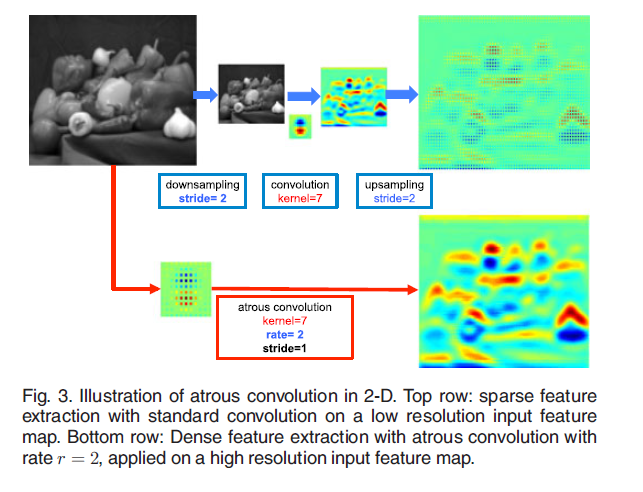 downsampling
stride= 2
convolution
kernel=7
upsampling
stride=2
atrous convolution
kernel=7
rate= 2
stride=1
Fig. 3. Illustration of atrous convolution in 2-D. Top row: sparse feature
extraction with standard convolution on a low resolution input feature
map. Bottom row: Dense feature extraction with atrous convolution with
rate r = 2, applied on a high resolution input feature map.